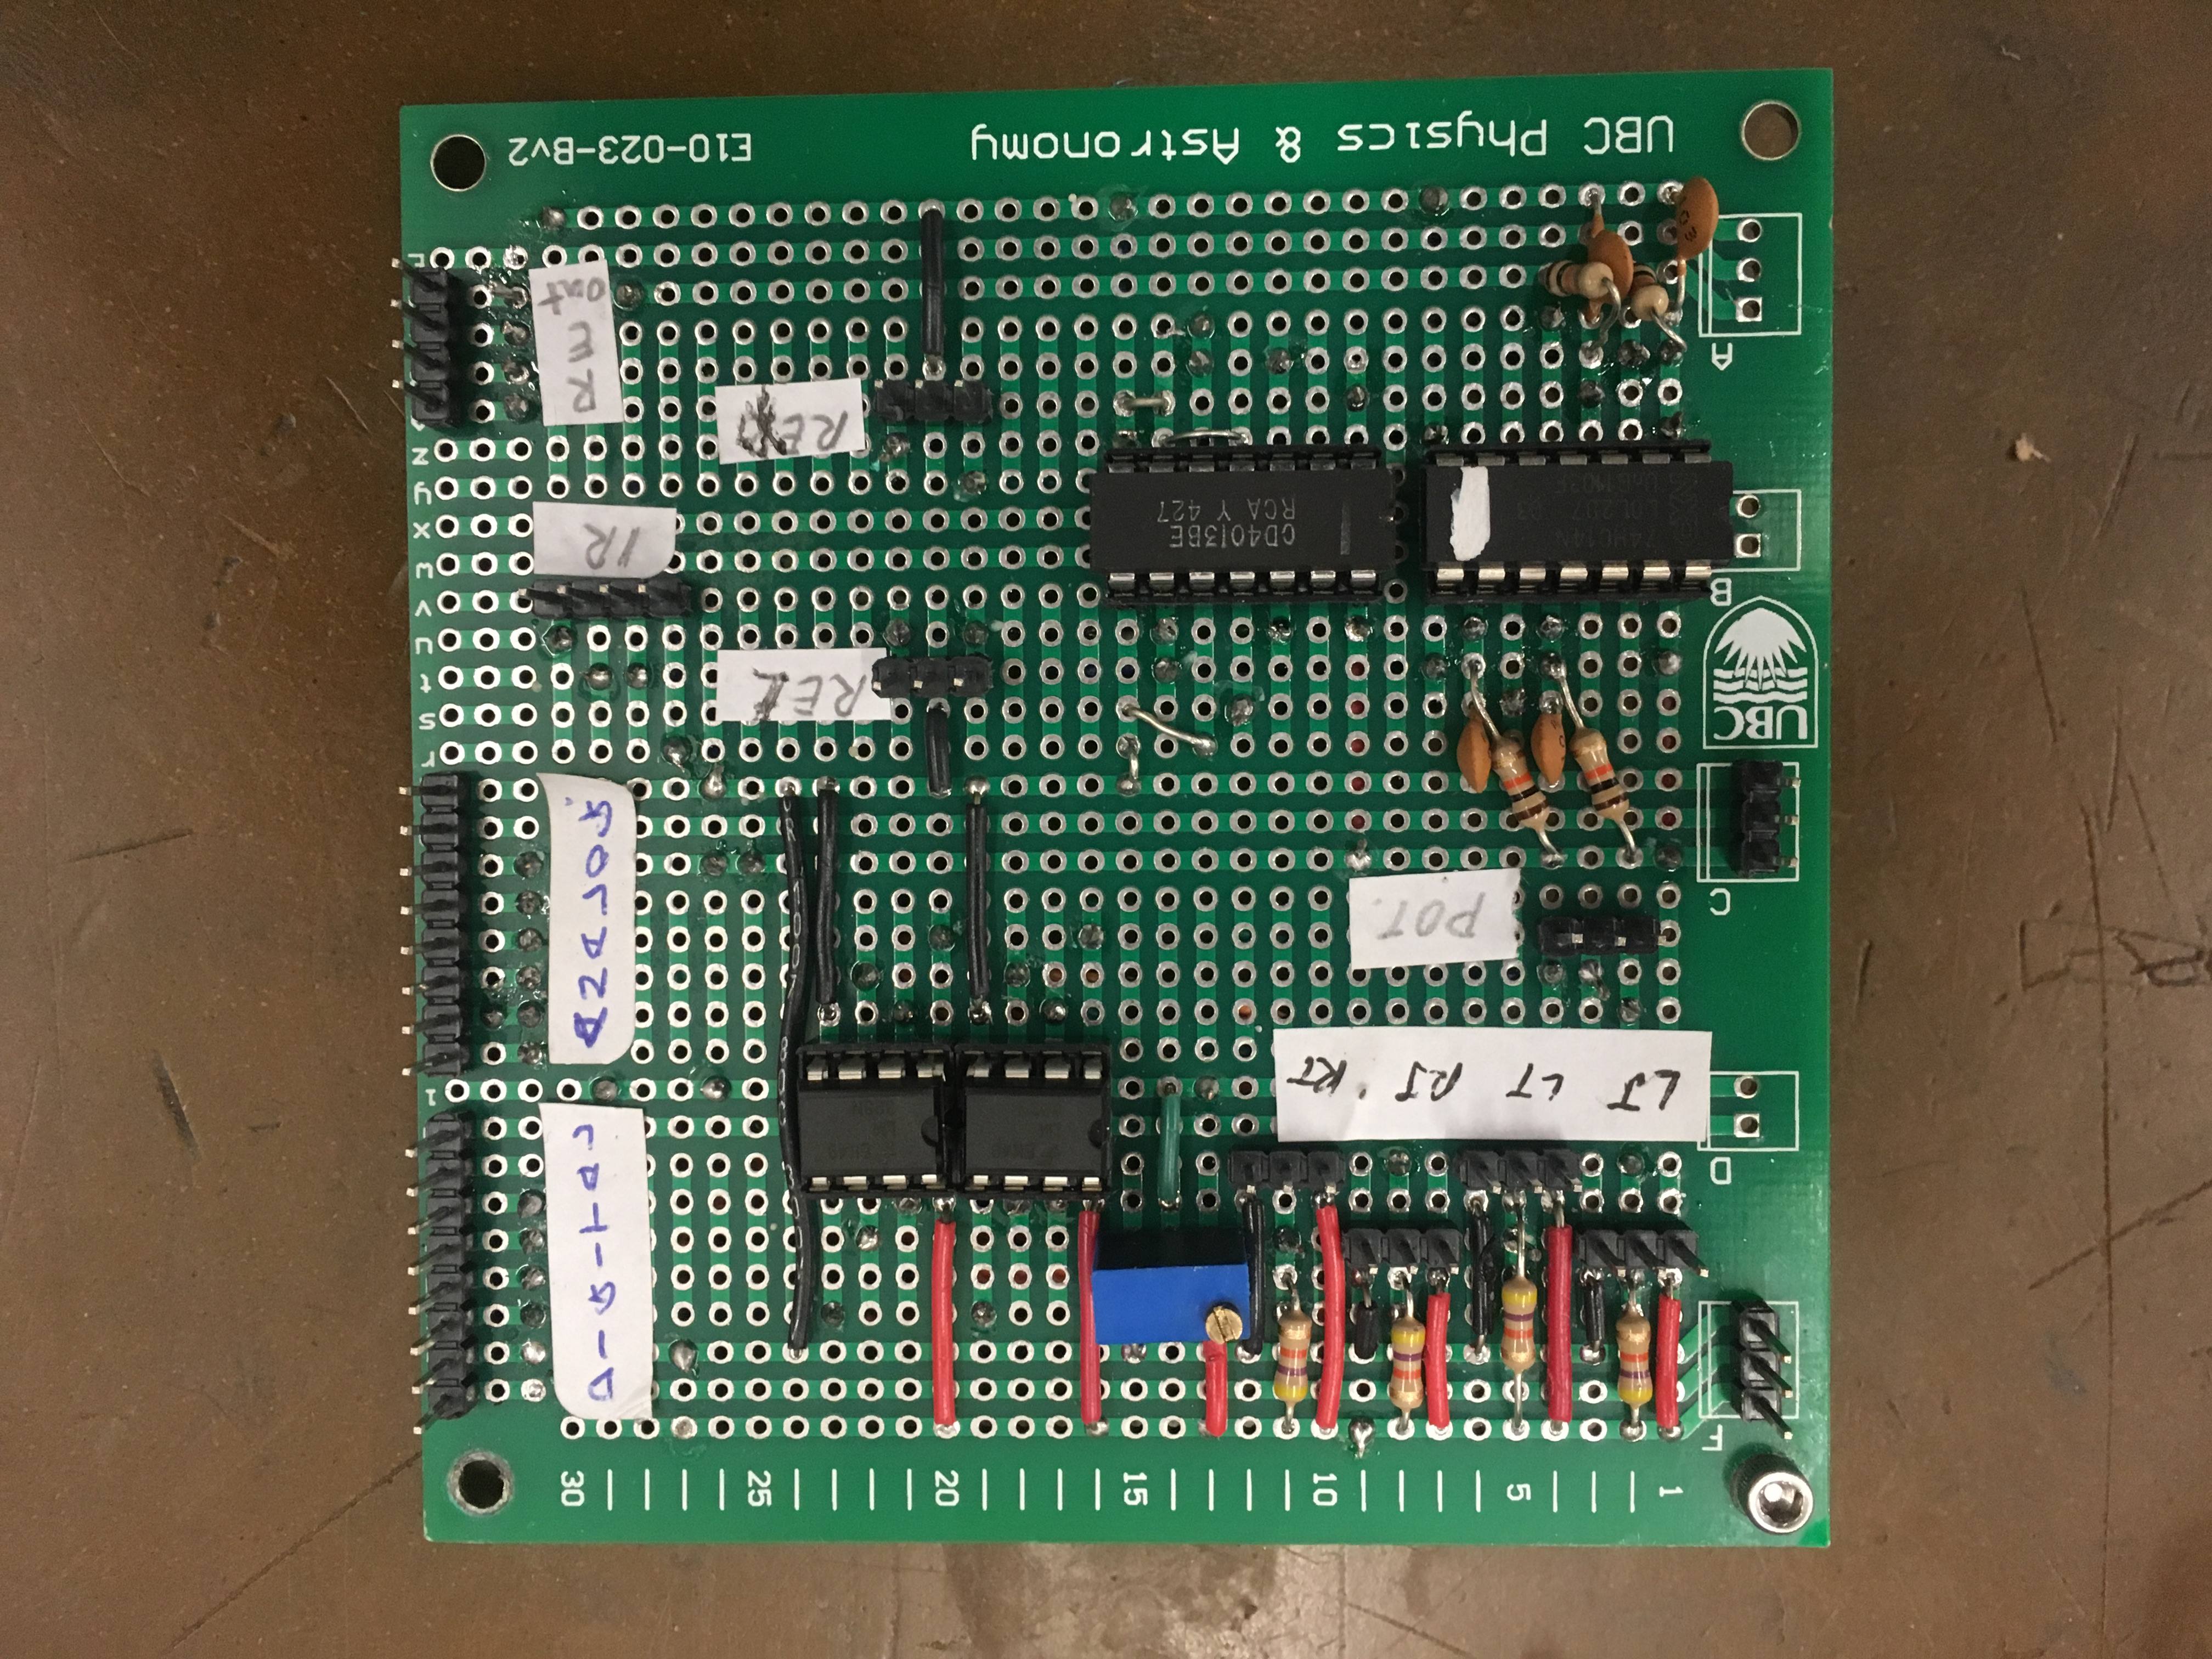 1 5 10 15 20 25 30
F
DIGITAL
D
LJ LT RJ RT
l
ANALOG.
POT.
C
r
s
t
u
v
w
x
y
z
UBC
REL
B
IR
74HC14N
CD4013BE
RCA Y 427
A
RE
out
UBC Physics & Astronomy
E10-023-Bv2